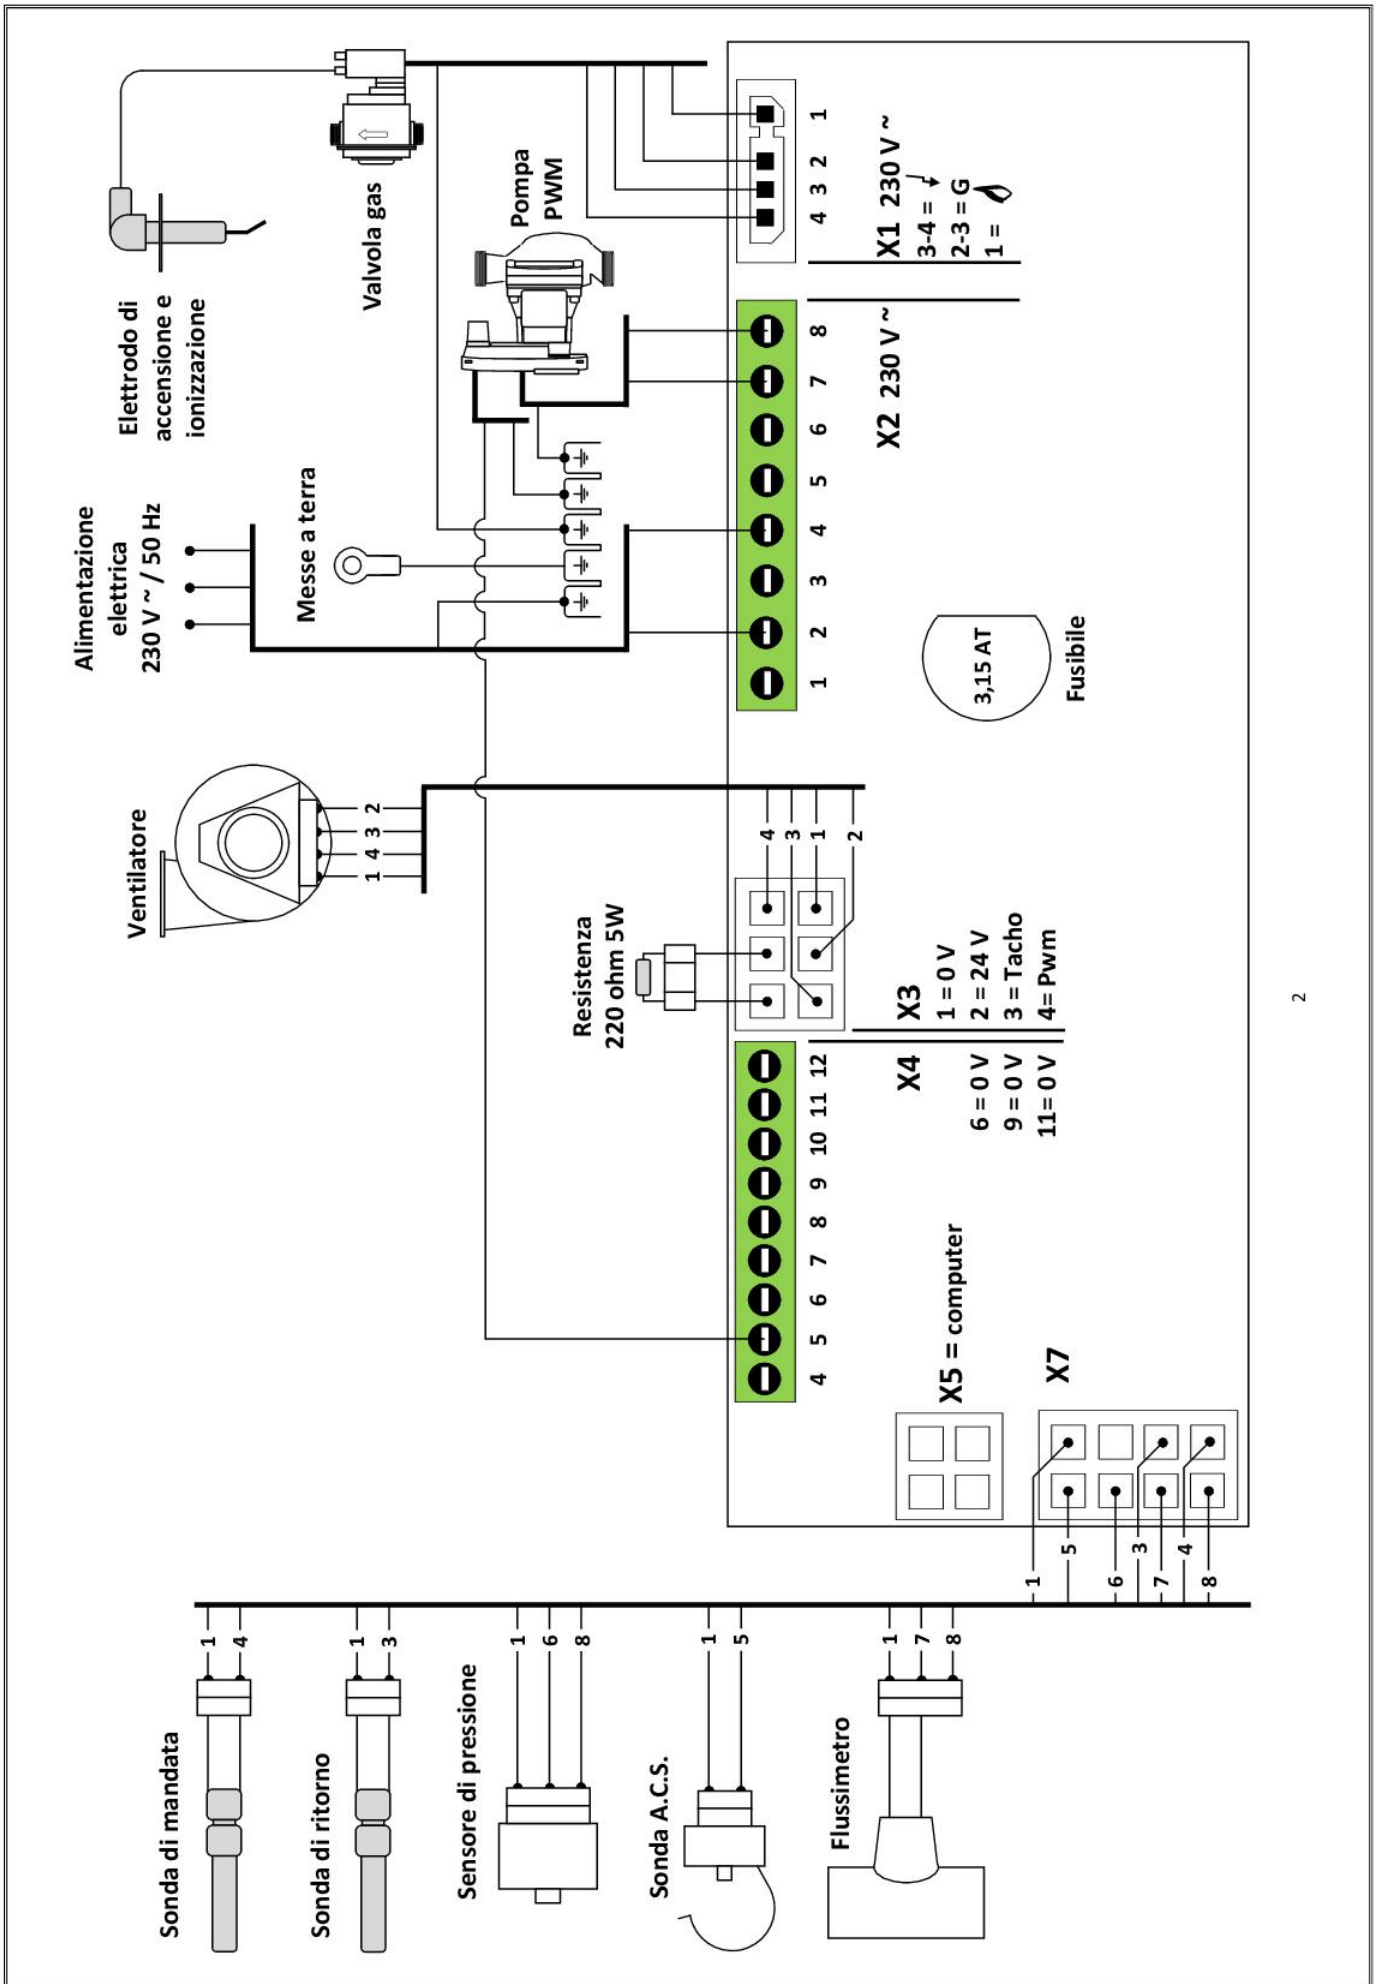 Sonda di mandata
1
4
Sonda di ritorno
1
3
Sensore di pressione
1
6
8
Sonda A.C.S.
1
5
Flussimetro
1
7
8
Ventilatore
1 4 3 2
Alimentazione
elettrica
230 V ~ / 50 Hz
Messe a terra
Elettrodo di
accensione e
ionizzazione
Valvola gas
Pompa
PWM
Resistenza
220 ohm 5W
4
3
1
2
4 5 6 7 8 9 10 11 12
1 2 3 4 5 6 7 8
4 3 2 1
X4
6 = 0 V
9 = 0 V
11= 0 V
X3
1 = 0 V
2 = 24 V
3 = Tacho
4= Pwm
X2 230 V ~
X1 230 V ~
3-4 =
2-3 = G
1 =
3,15 AT
Fusibile
X5 = computer
X7
1
5
6
3
7
4
8
2